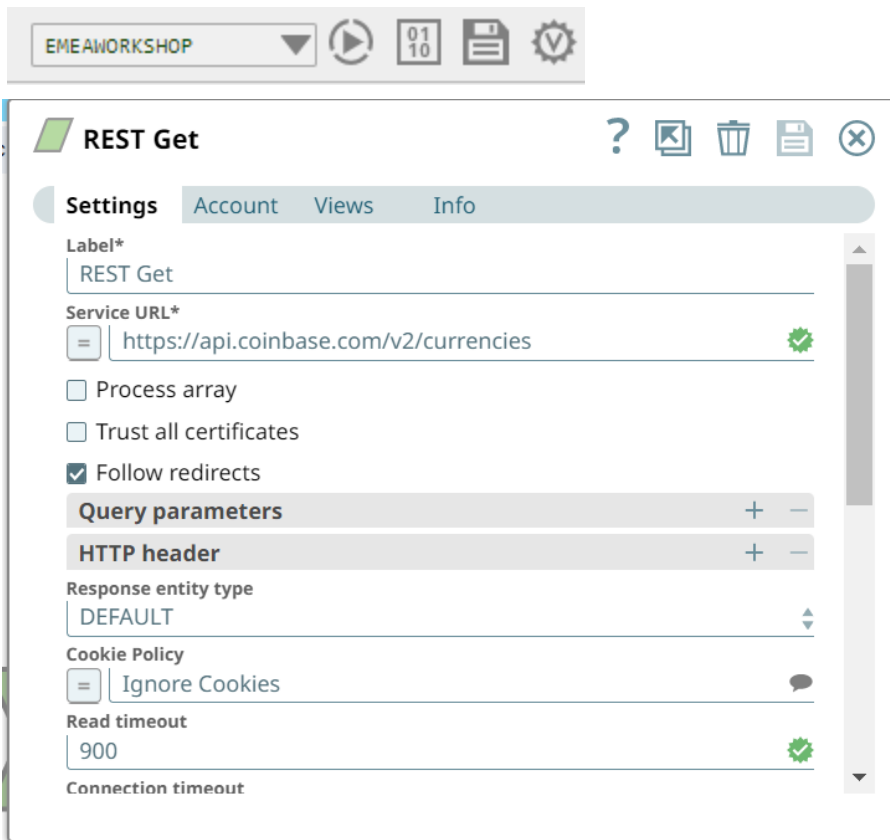 EMEAWORKSHOP
01
10
V
REST Get
?
Settings Account Views Info
Label*
REST Get
Service URL*
= https://api.coinbase.com/v2/currencies
Process array
Trust all certificates
Follow redirects
Query parameters + −
HTTP header + −
Response entity type
DEFAULT
Cookie Policy
= Ignore Cookies
Read timeout
900
Connection timeout